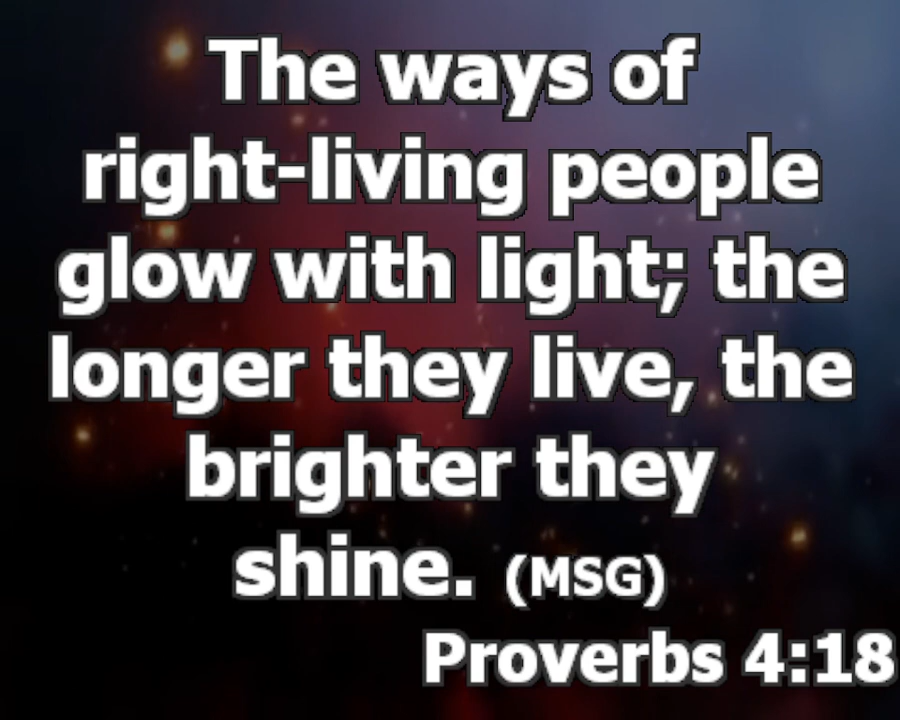 The ways of
right-living people
glow with light; the
longer they live, the
brighter they
shine. (MSG)
Proverbs 4:18